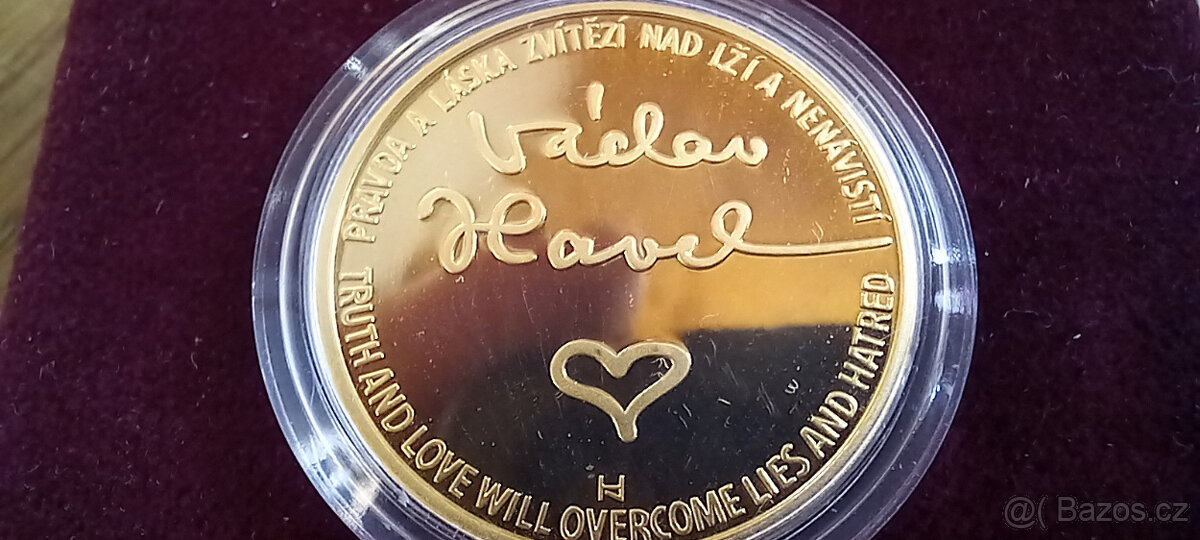 PRAVDA A LÁSKA ZVÍTĚZÍ NAD LŽÍ A NENÁVISTÍ
Václav
Havel
TRUTH AND LOVE WILL OVERCOME LIES AND HATRED
@( Bazos.cz